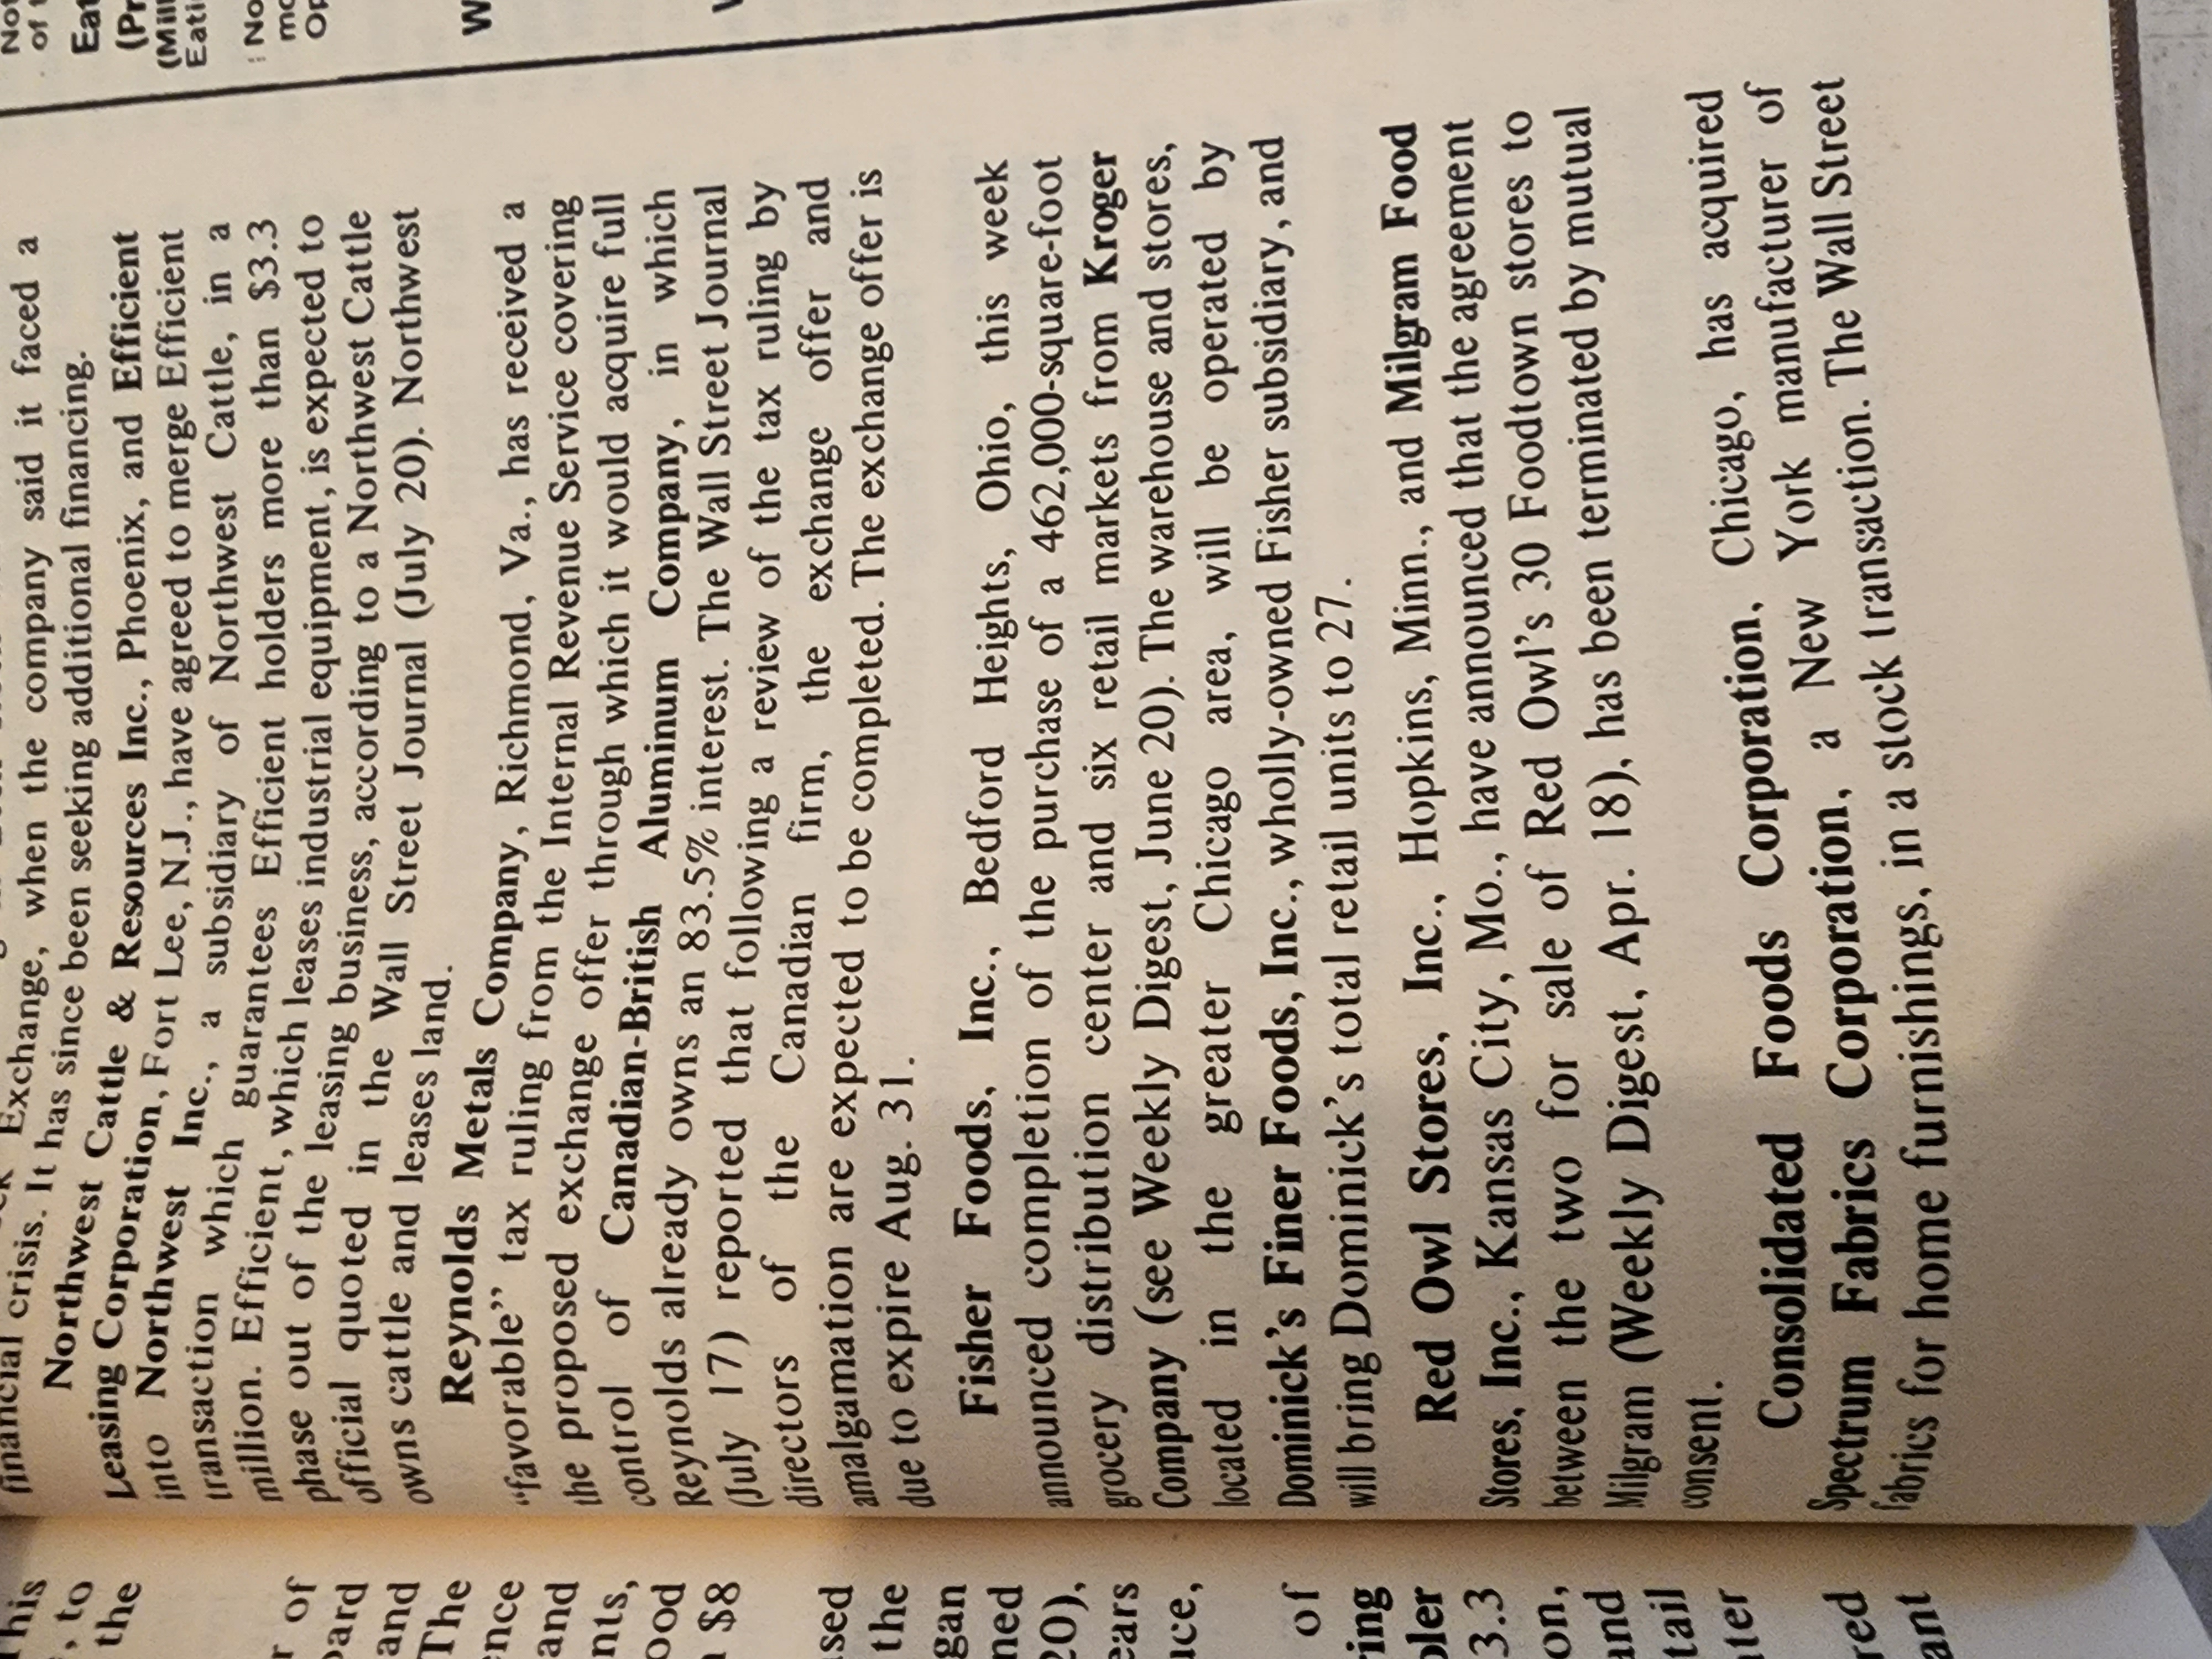 Exchange, when the company said it faced a
financial crisis. It has since been seeking additional financing.
Northwest Cattle & Resources Inc., Phoenix, and Efficient
Leasing Corporation, Fort Lee, N.J., have agreed to merge Efficient
into Northwest Inc., a subsidiary of Northwest Cattle, in a
transaction which guarantees Efficient holders more than $3.3
million. Efficient, which leases industrial equipment, is expected to
phase out of the leasing business, according to a Northwest Cattle
official quoted in the Wall Street Journal (July 20). Northwest
owns cattle and leases land.
Reynolds Metals Company, Richmond, Va., has received a
“favorable” tax ruling from the Internal Revenue Service covering
the proposed exchange offer through which it would acquire full
control of Canadian-British Aluminum Company, in which
Reynolds already owns an 83.5% interest. The Wall Street Journal
(July 17) reported that following a review of the tax ruling by
directors of the Canadian firm, the exchange offer and
amalgamation are expected to be completed. The exchange offer is
due to expire Aug. 31.
Fisher Foods, Inc., Bedford Heights, Ohio, this week
announced completion of the purchase of a 462,000-square-foot
grocery distribution center and six retail markets from Kroger
Company (see Weekly Digest, June 20). The warehouse and stores,
located in the greater Chicago area, will be operated by
Dominick's Finer Foods, Inc., wholly-owned Fisher subsidiary, and
will bring Dominick's total retail units to 27.
Red Owl Stores, Inc., Hopkins, Minn., and Milgram Food
Stores, Inc., Kansas City, Mo., have announced that the agreement
between the two for sale of Red Owl's 30 Foodtown stores to
Milgram (Weekly Digest, Apr. 18), has been terminated by mutual
consent.
Consolidated Foods Corporation, Chicago, has acquired
Spectrum Fabrics Corporation, a New York manufacturer of
fabrics for home furnishings, in a stock transaction. The Wall Street